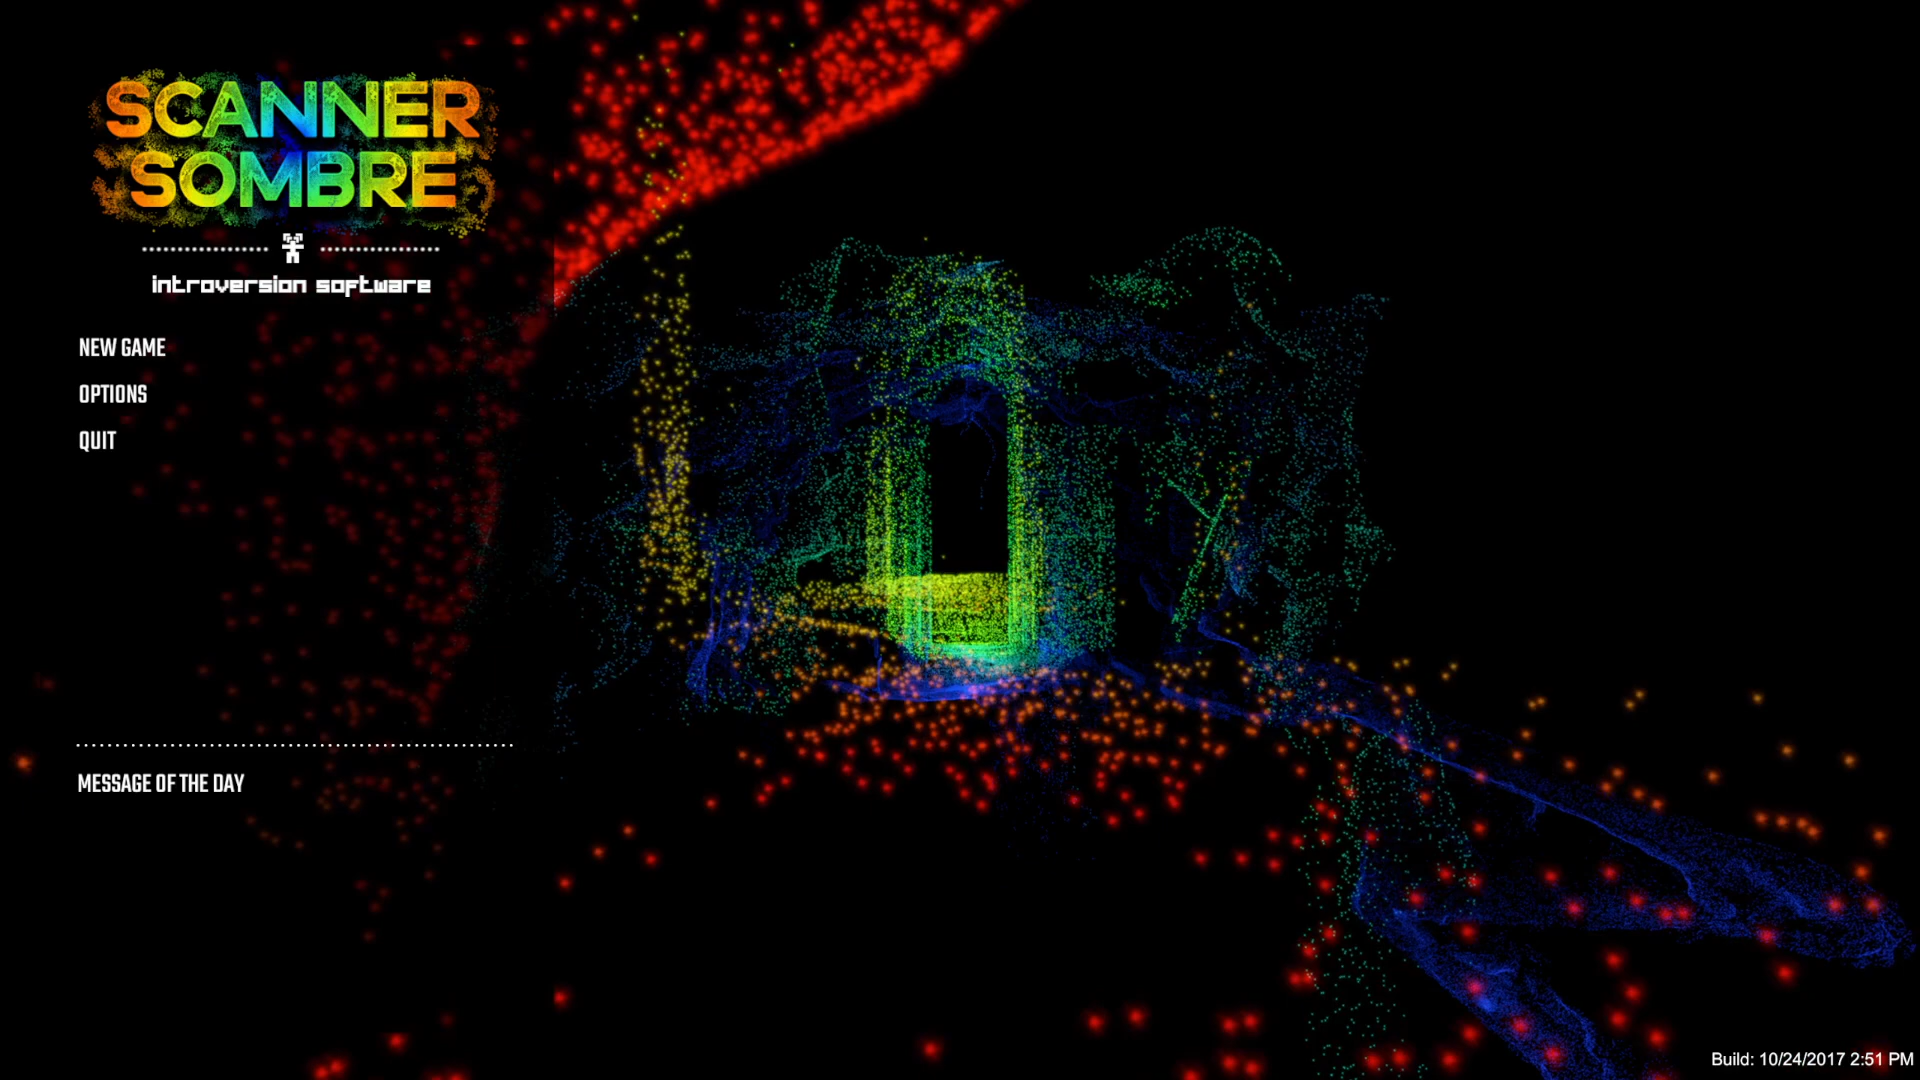 SCANNER
SOMBRE
introversion software
NEW GAME
OPTIONS
QUIT
MESSAGE OF THE DAY
Build: 10/24/2017 2:51 PM